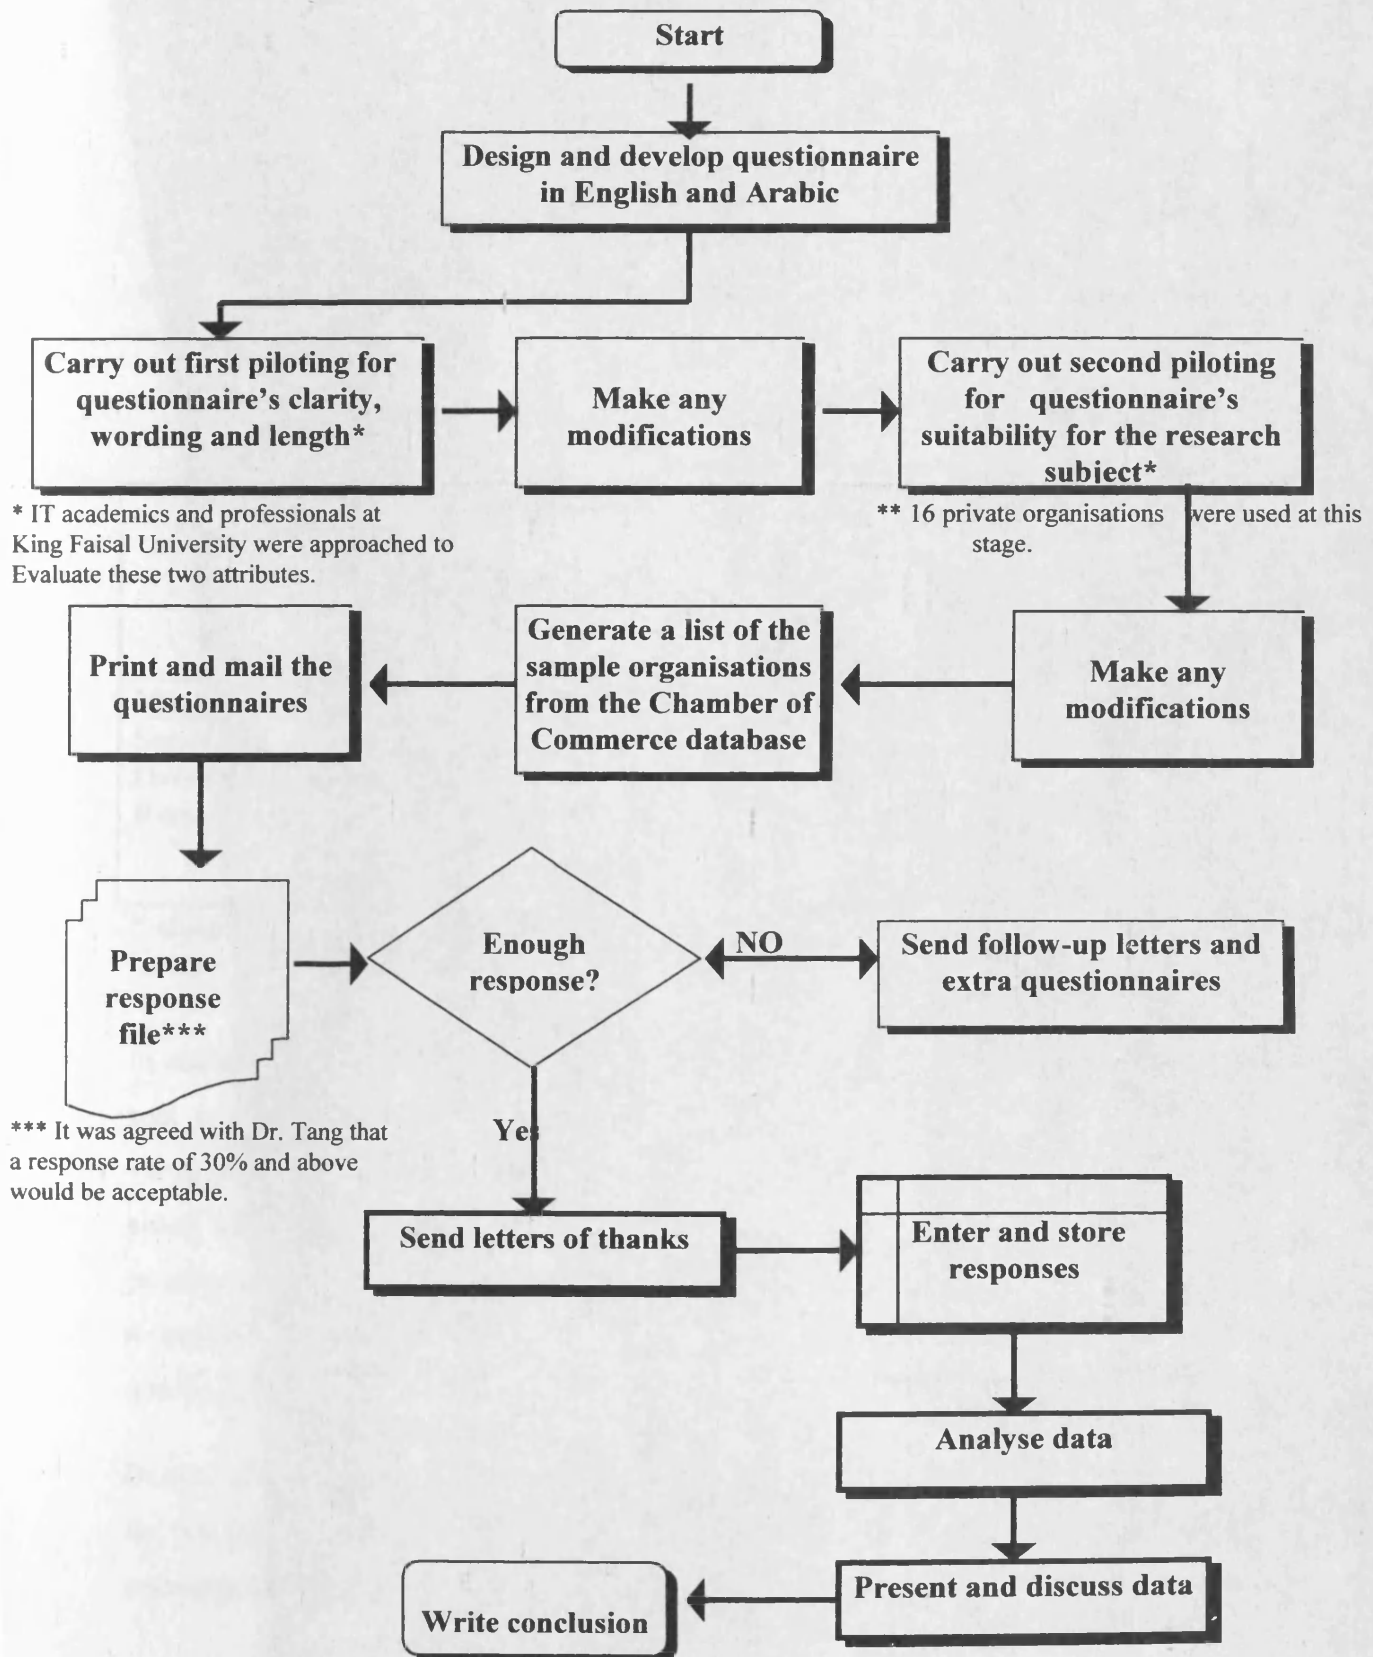 Start
Design and develop questionnaire
in English and Arabic
Carry out first piloting for
questionnaire's clarity,
wording and length*
Make any
modifications
Carry out second piloting
for questionnaire's
suitability for the research
subject*
* IT academics and professionals at
King Faisal University were approached to
Evaluate these two attributes.
** 16 private organisations were used at this
stage.
Print and mail the
questionnaires
Generate a list of the
sample organisations
from the Chamber of
Commerce database
Make any
modifications
Prepare
response
file***
Enough
response?
NO
Send follow-up letters and
extra questionnaires
*** It was agreed with Dr. Tang that
a response rate of 30% and above
would be acceptable.
Yes
Send letters of thanks
Enter and store
responses
Analyse data
Present and discuss data
Write conclusion